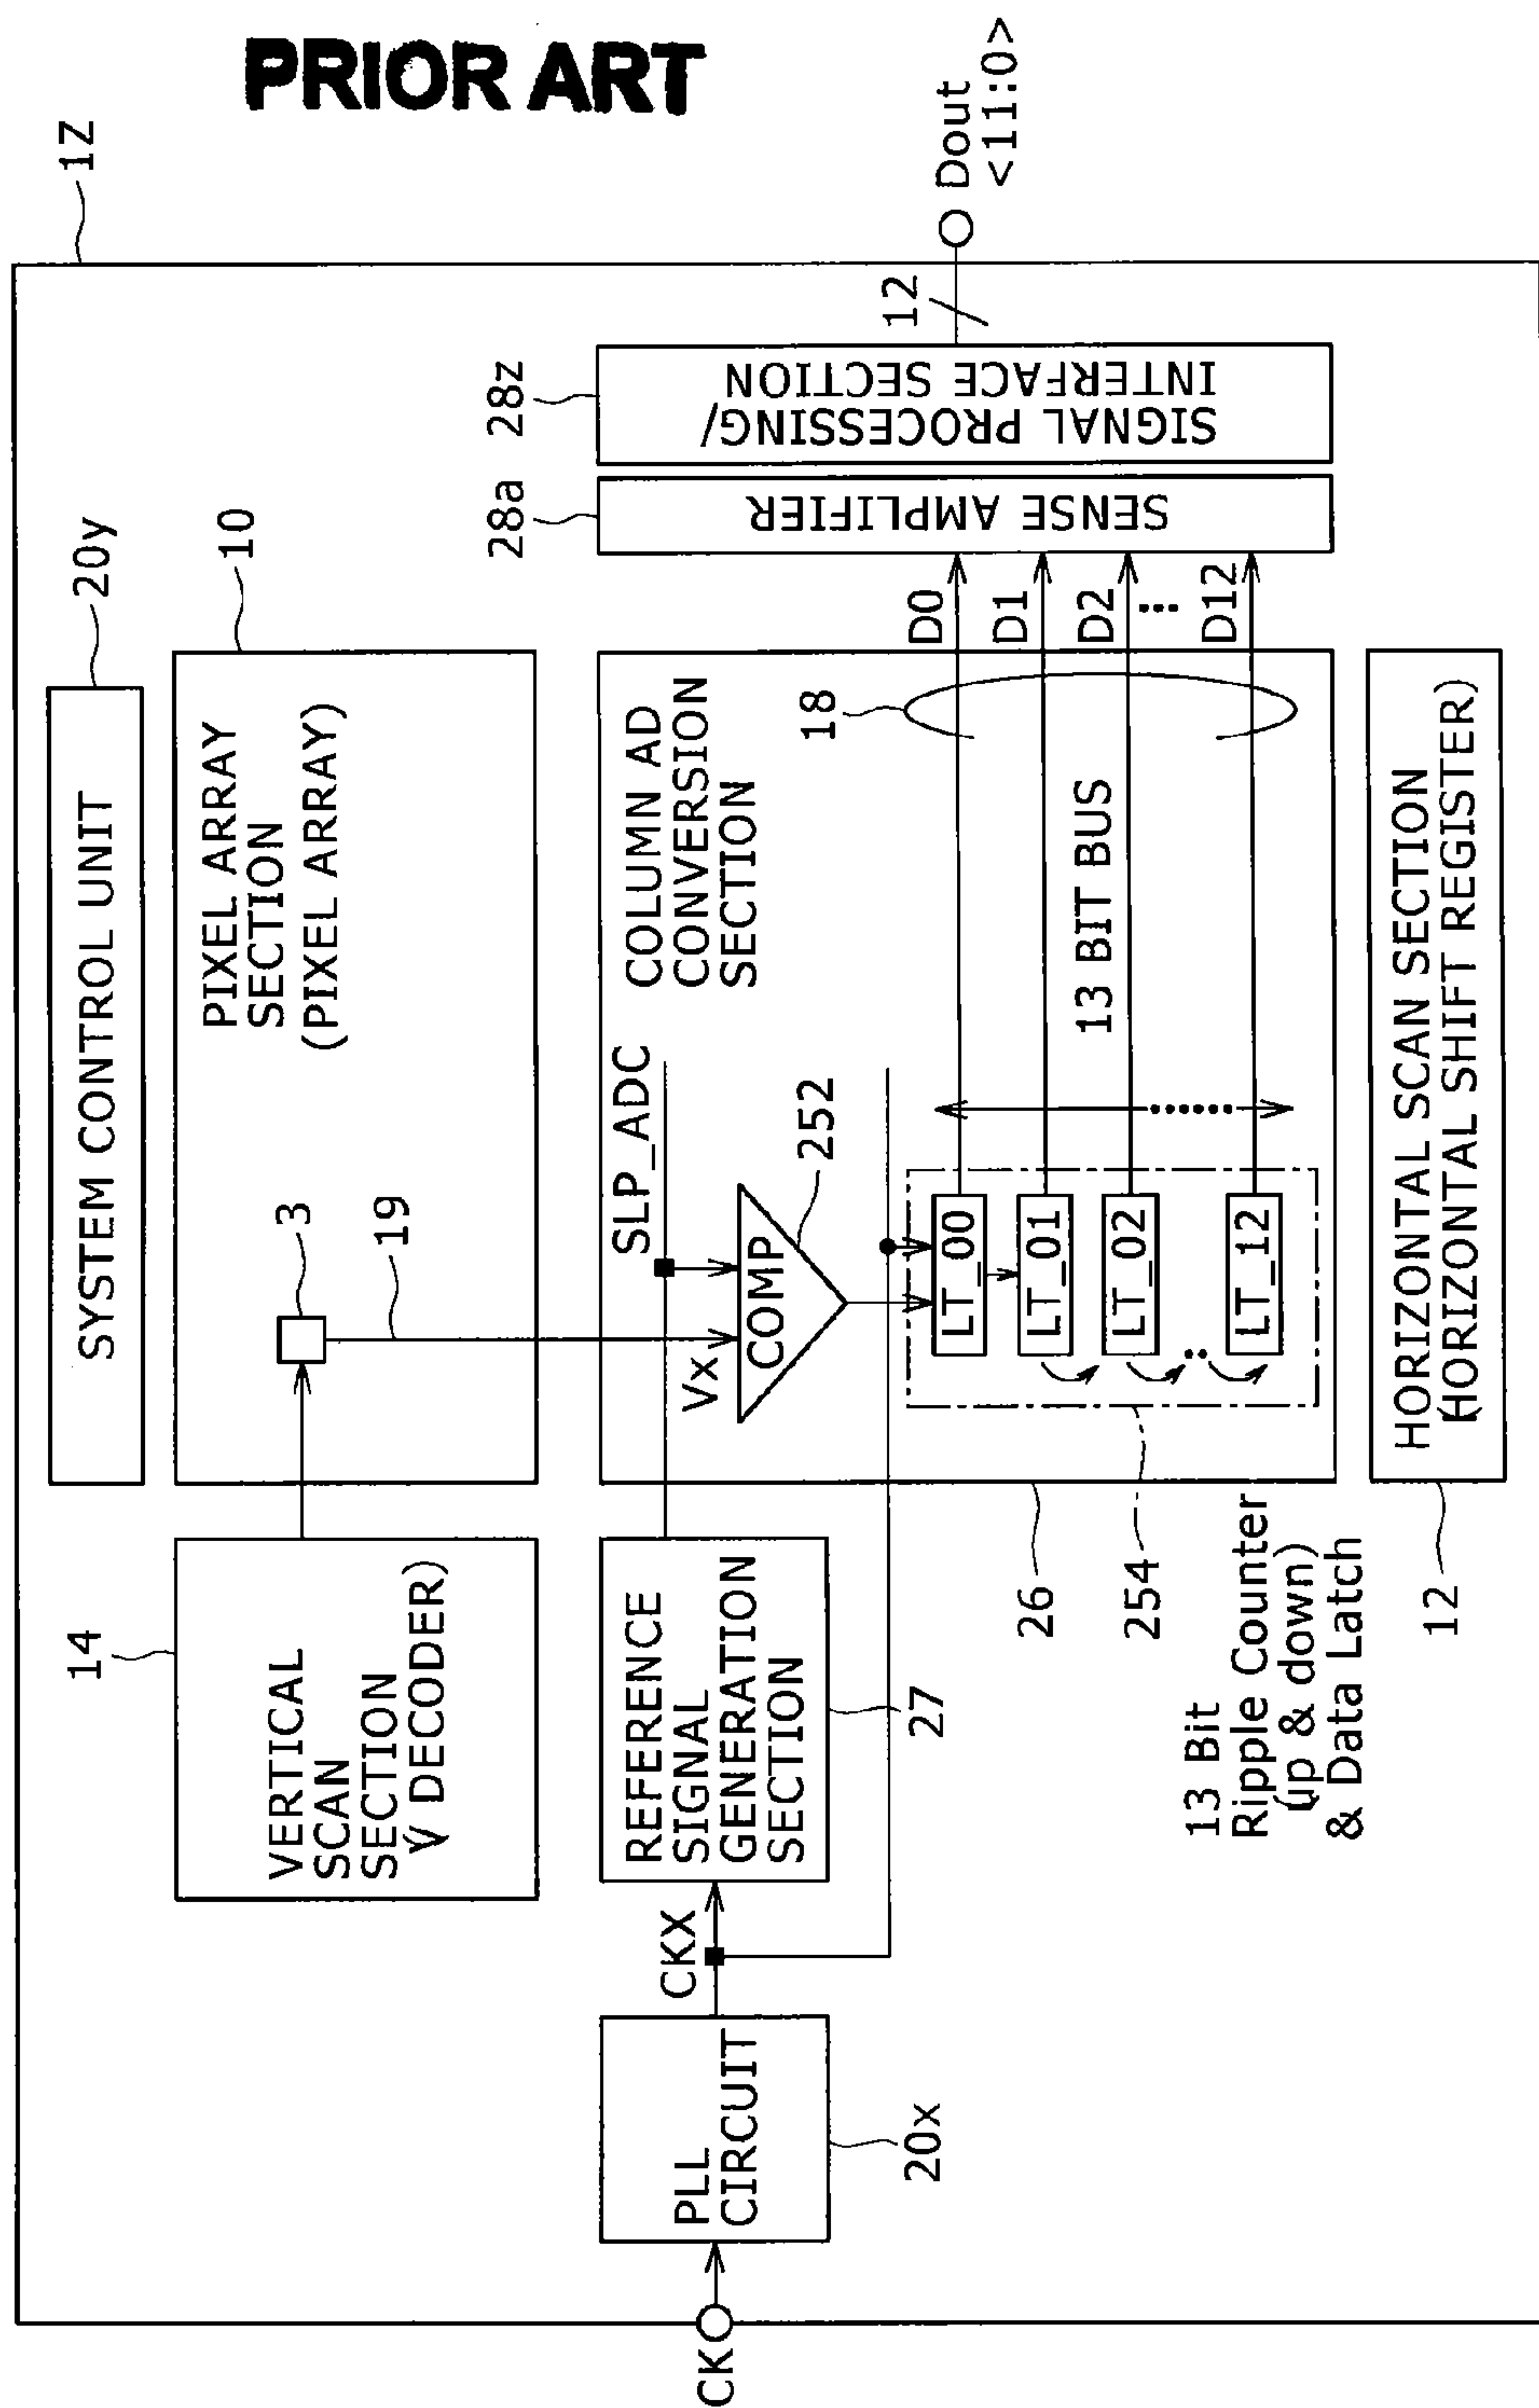 PRIOR ART
1Z
SYSTEM CONTROL UNIT
20y
14
VERTICAL
SCAN
SECTION
(V DECODER)
PIXEL ARRAY
SECTION
(PIXEL ARRAY)
10
3
19
CK
PLL
CIRCUIT
20x
CKX
REFERENCE
SIGNAL
GENERATION
SECTION
27
SLP_ADC
Vx
COMP
252
COLUMN AD
CONVERSION
SECTION
26
LT_00
LT_01
LT_02
LT_12
254
13 Bit
Ripple Counter
(up & down)
& Data Latch
13 BIT BUS
18
D0
D1
D2
D12
28a
SENSE AMPLIFIER
28z
SIGNAL PROCESSING/
INTERFACE SECTION
12
Dout
<11:0>
HORIZONTAL SCAN SECTION
(HORIZONTAL SHIFT REGISTER)
12